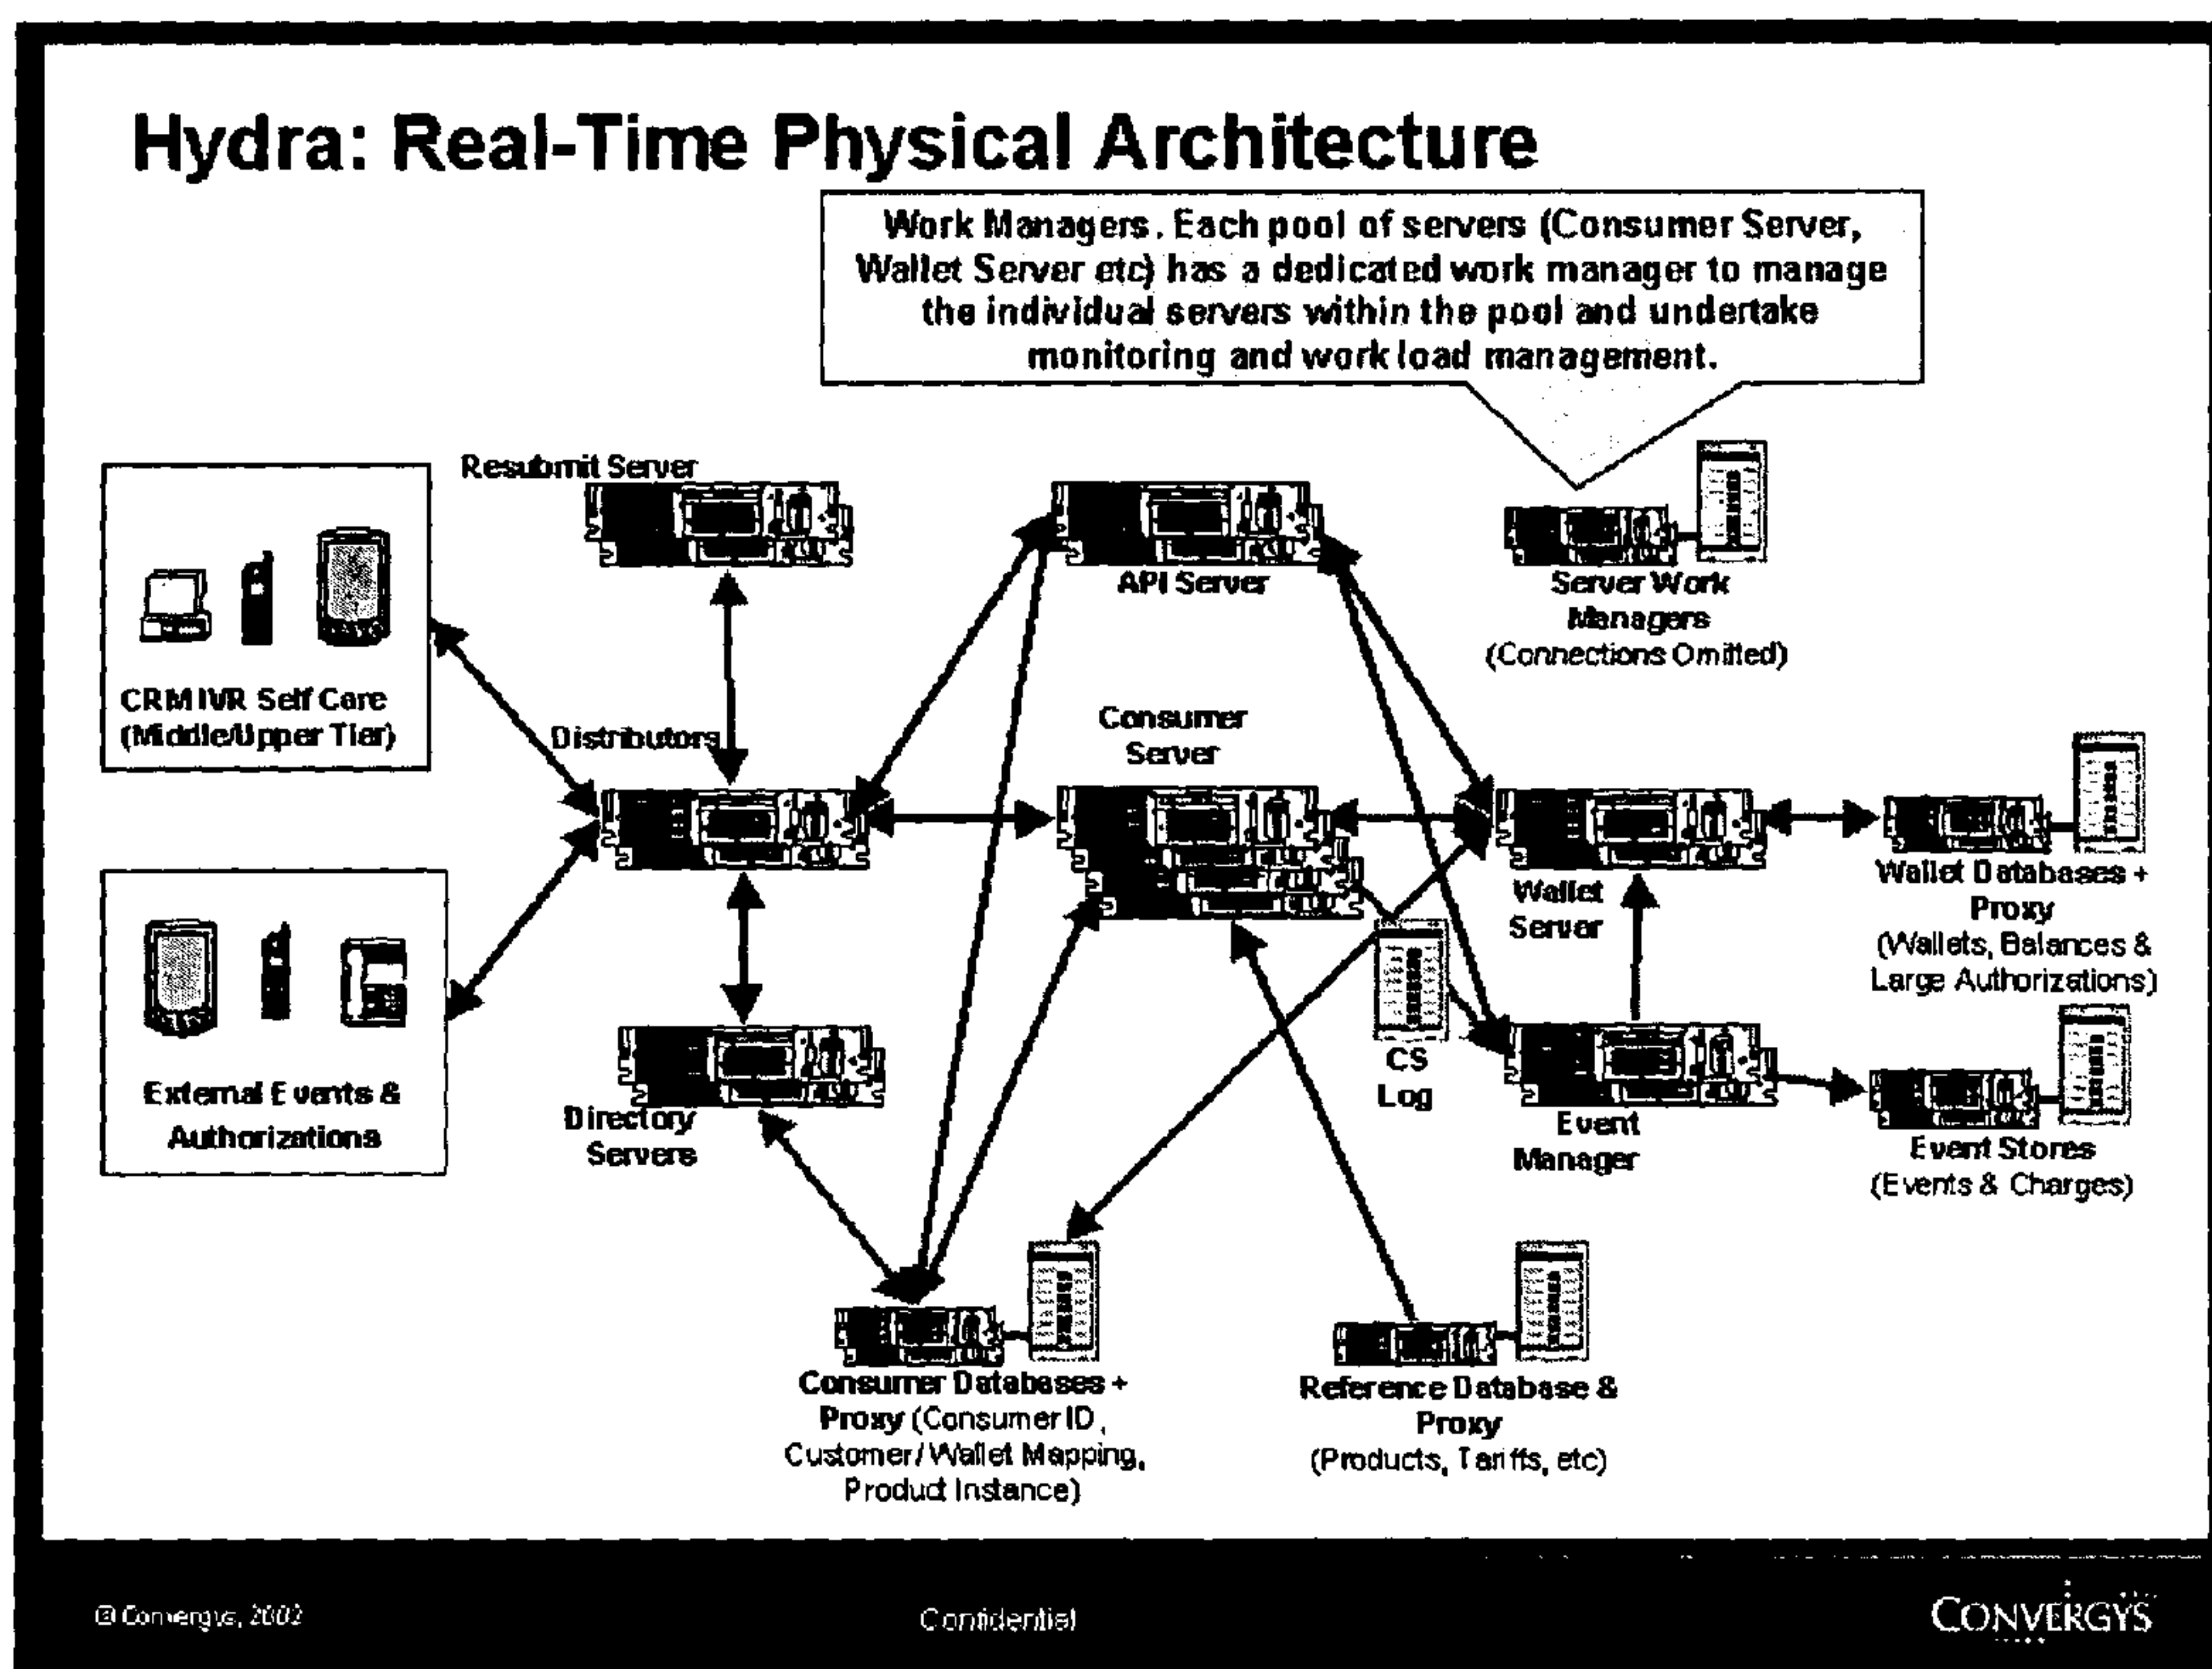 Hydra: Real-Time Physical Architecture
Work Managers. Each pool of servers (Consumer Server,
Wallet Server etc) has a dedicated work manager to manage
the individual servers within the pool and undertake
monitoring and work load management.
Resubmit Server
API Server
Server Work
Managers
(Connections Omitted)
CRM IVR Self Care
(Middle/Upper Tier)
Distributors
Consumer
Server
Wallet
Server
Wallet Databases +
Proxy
(Wallets, Balances &
Large Authorizations)
External Events &
Authorizations
Directory
Servers
CS
Log
Event
Manager
Event Stores
(Events & Charges)
Consumer Databases +
Proxy (Consumer ID,
Customer/Wallet Mapping,
Product Instance)
Reference Database &
Proxy
(Products, Tariffs, etc)
© Convergys, 2002
Confidential
CONVERGYS